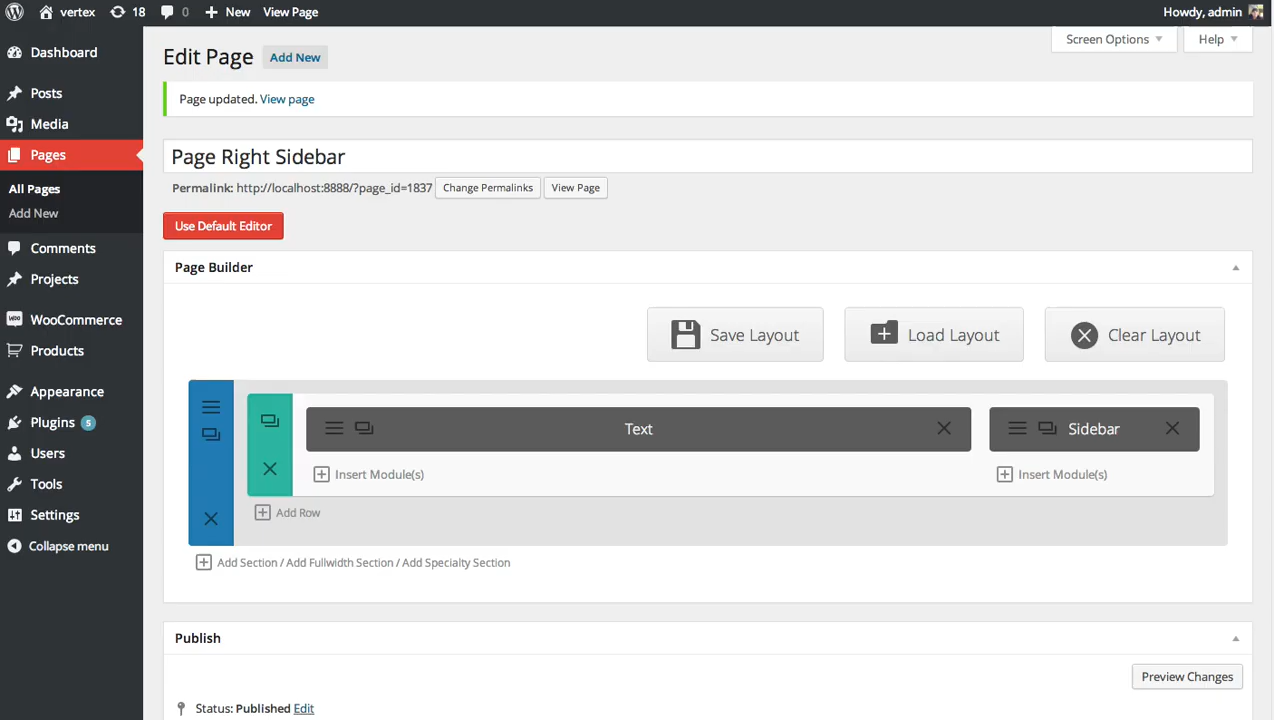 vertex 18 0 New View Page Howdy, admin
Dashboard
Posts
Media
Pages
All Pages
Add New
Comments
Projects
WOO WooCommerce
Products
Appearance
Plugins 5
Users
Tools
Settings
Collapse menu
Screen Options Help
Edit Page Add New
Page updated. View page
Page Right Sidebar
Permalink: http://localhost:8888/?page_id=1837 Change Permalinks View Page
Use Default Editor
Page Builder
Save Layout Load Layout Clear Layout
Text Sidebar
Insert Module(s) Insert Module(s)
Add Row
Add Section / Add Fullwidth Section / Add Specialty Section
Publish
Preview Changes
Status: Published Edit